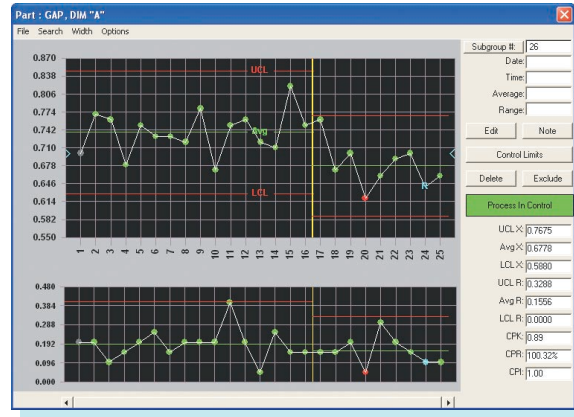 Part : GAP, DIM "A"
File Search Width Options
0.870
0.838
0.806
0.774
0.742
0.710
0.678
0.646
0.614
0.582
0.550
UCL
Avg
LCL
R
1 2 3 4 5 6 7 8 9 10 11 12 13 14 15 16 17 18 19 20 21 22 23 24 25
0.480
0.384
0.288
0.192
0.096
0.000
Subgroup #: 26
Date:
Time:
Average:
Range:
Edit Note
Control Limits
Delete Exclude
Process In Control
UCL X: 0.7675
Avg X: 0.6778
LCL X: 0.5880
UCL R: 0.3288
Avg R: 0.1556
LCL R: 0.0000
CPK: 0.89
CPR: 100.32%
CPI: 1.00